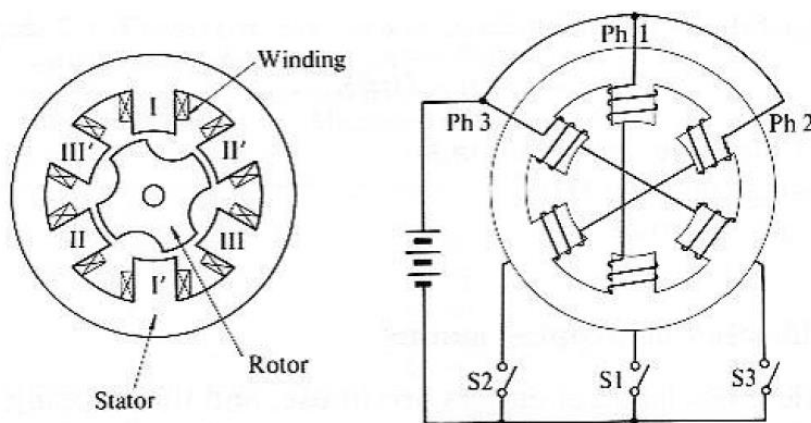 Winding
I
II'
III
I'
II
III'
Rotor
Stator
Ph 1
Ph 2
Ph 3
S2
S1
S3